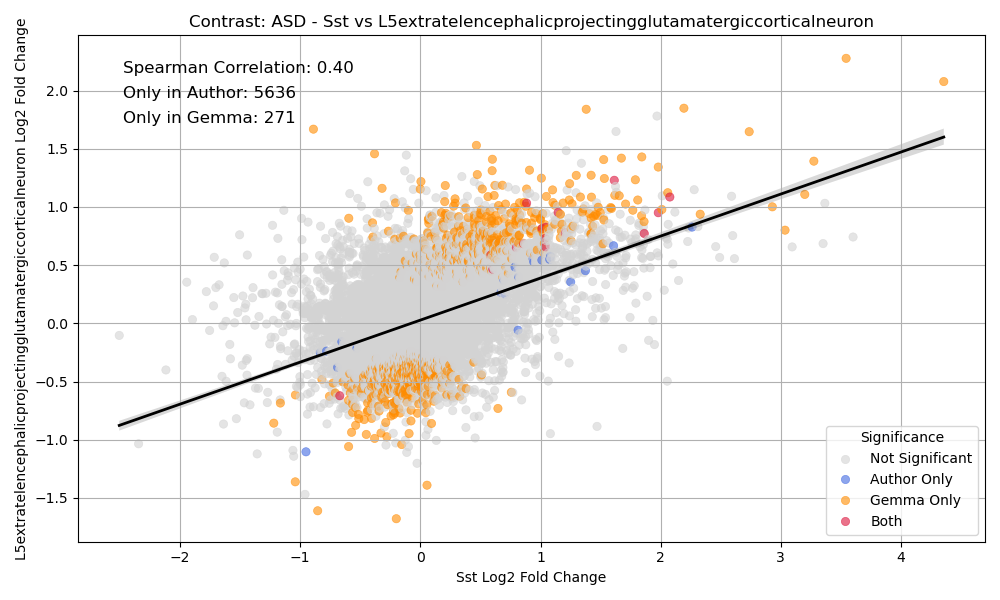 Contrast: ASD - Sst vs L5extratelencephalicprojectingglutamatergiccorticalneuron
L5extratelencephalicprojectingglutamatergiccorticalneuron Log2 Fold Change
Spearman Correlation: 0.40
Only in Author: 5636
Only in Gemma: 271
2.0
1.5
1.0
0.5
0.0
−0.5
−1.0
−1.5
Significance
Not Significant
Author Only
Gemma Only
Both
−2 −1 0 1 2 3 4
Sst Log2 Fold Change